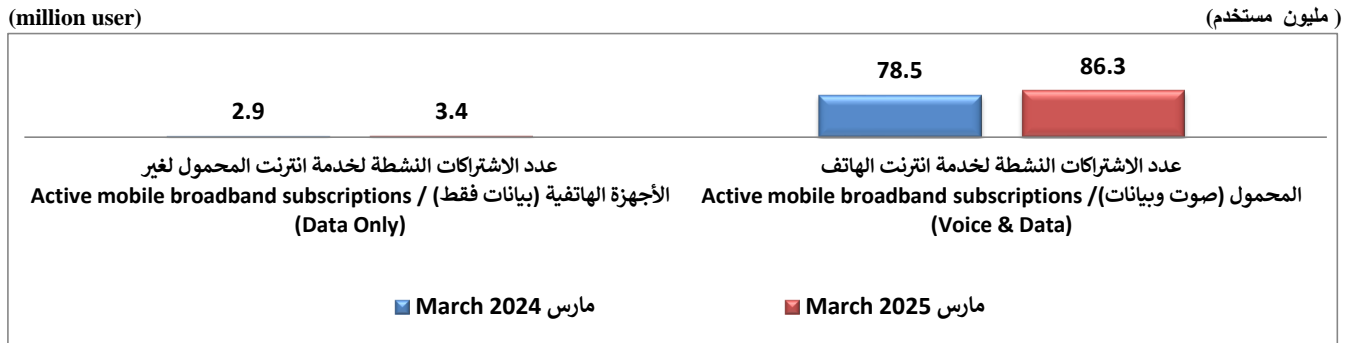 (million user) ( مليون مستخدم)
78.5 86.3
2.9 3.4
عدد الاشتراكات النشطة لخدمة انترنت المحمول لغير
الأجهزة الهاتفية (بيانات فقط) / Active mobile broadband subscriptions
(Data Only)
عدد الاشتراكات النشطة لخدمة انترنت الهاتف
المحمول (صوت وبيانات)/ Active mobile broadband subscriptions
(Voice & Data)
مارس March 2024
مارس March 2025